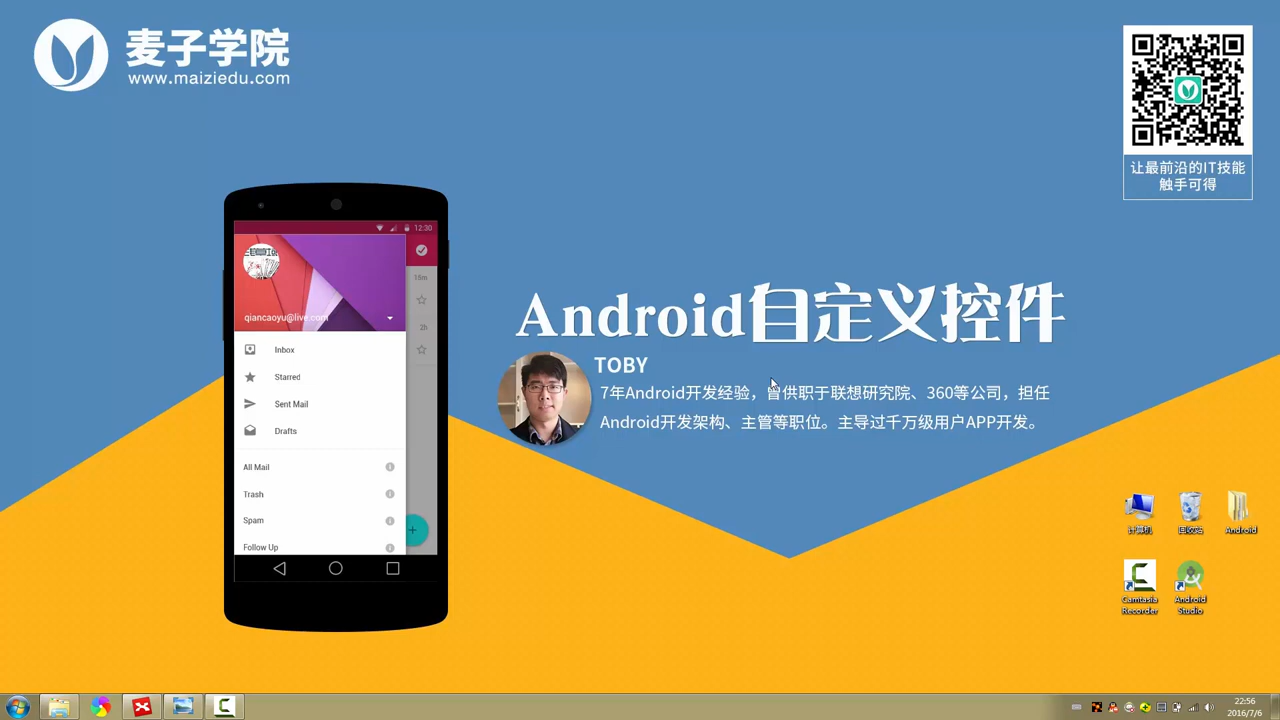 麦子学院
www.maiziedu.com
让最前沿的IT技能
触手可得
12:30
15m
qiancaoyu@live.com
2h
Inbox
Starred
Sent Mail
Drafts
All Mail
Trash
Spam
Follow Up
Android自定义控件
TOBY
7年Android开发经验，曾供职于联想研究院、360等公司，担任
Android开发架构、主管等职位。主导过千万级用户APP开发。
计算机
回收站
Android
Camtasia
Recorder
Android
Studio
22:56
2016/7/6